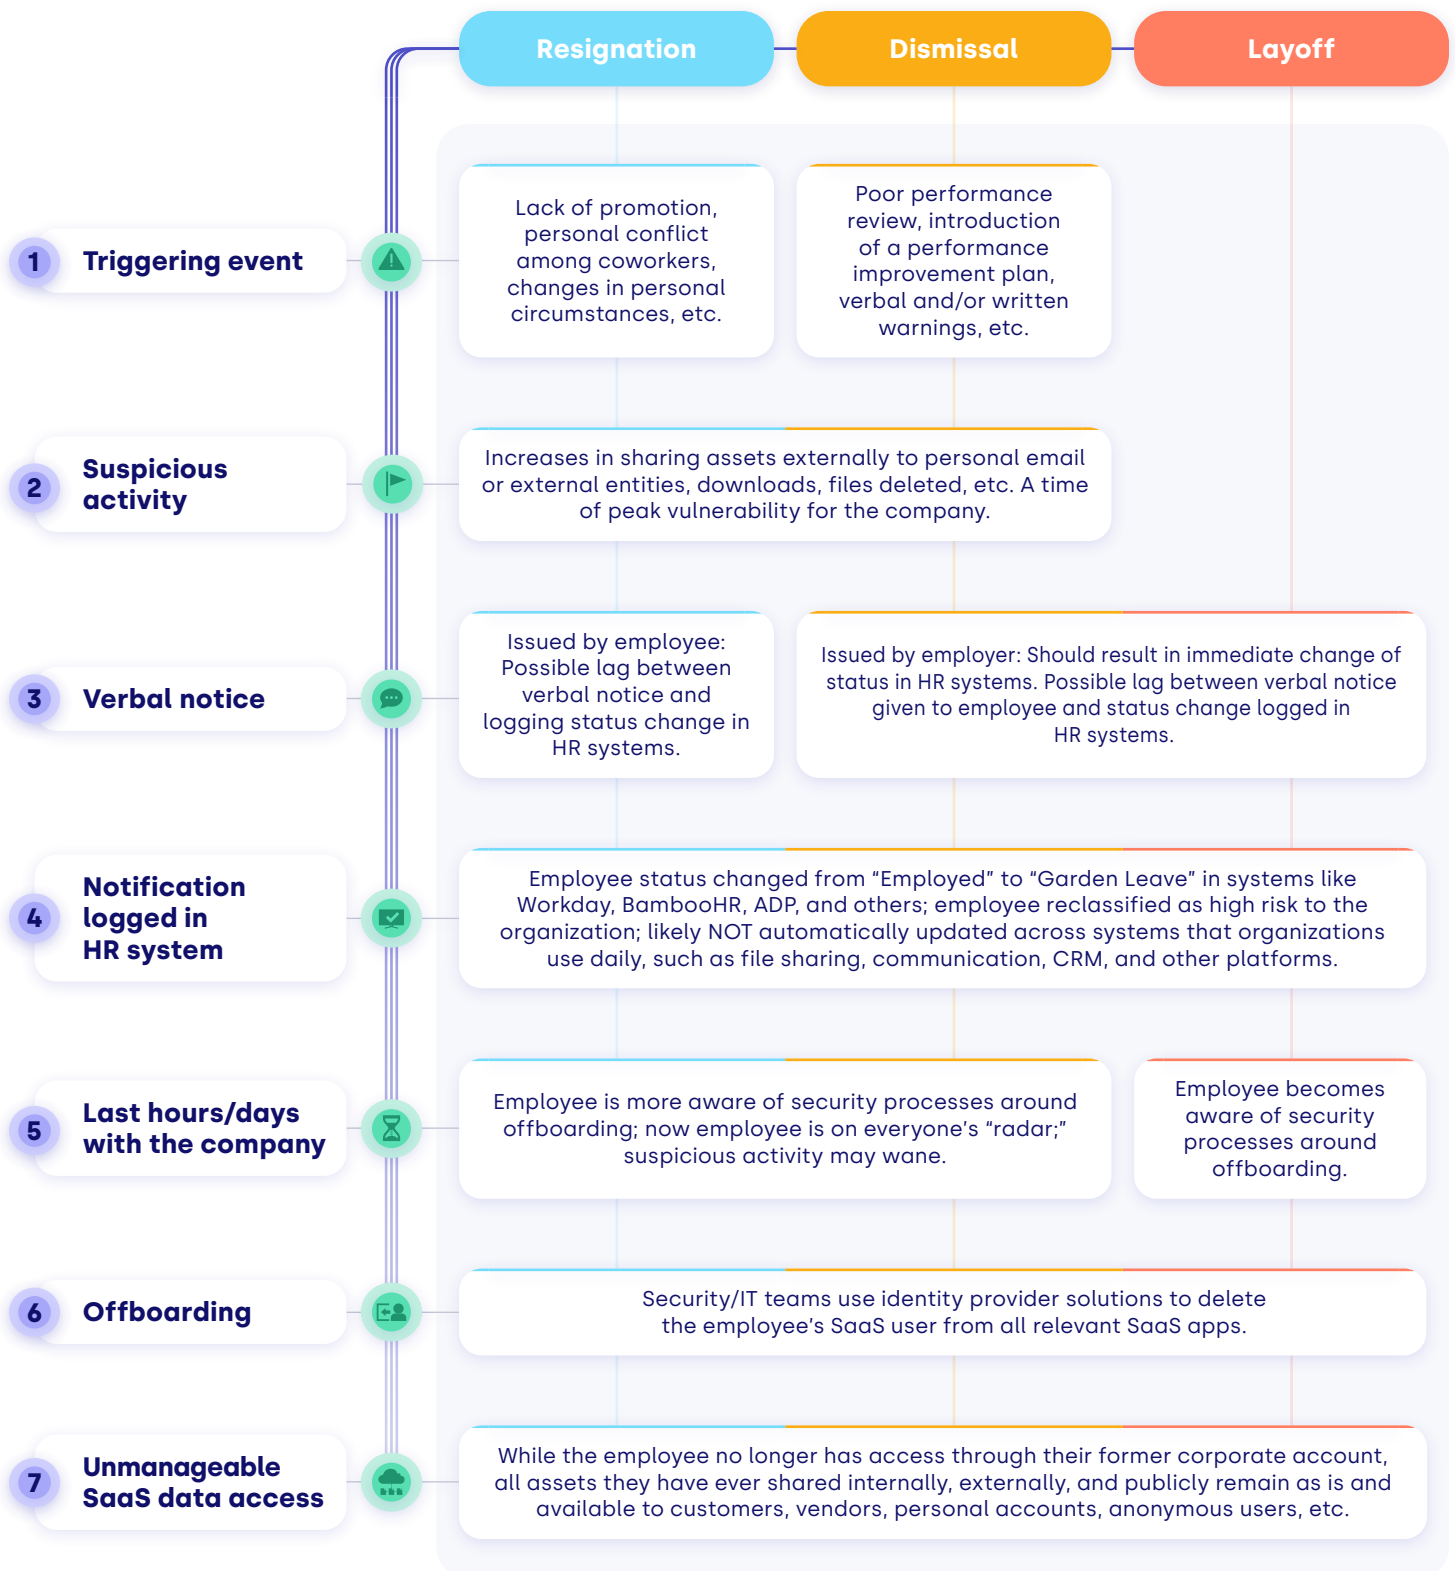 Resignation
Dismissal
Layoff
1
Triggering event
Lack of promotion,
personal conflict
among coworkers,
changes in personal
circumstances, etc.
Poor performance
review, introduction
of a performance
improvement plan,
verbal and/or written
warnings, etc.
2
Suspicious
activity
Increases in sharing assets externally to personal email
or external entities, downloads, files deleted, etc. A time
of peak vulnerability for the company.
3
Verbal notice
Issued by employee:
Possible lag between
verbal notice and
logging status change in
HR systems.
Issued by employer: Should result in immediate change of
status in HR systems. Possible lag between verbal notice
given to employee and status change logged in
HR systems.
4
Notification
logged in
HR system
Employee status changed from “Employed” to “Garden Leave” in systems like
Workday, BambooHR, ADP, and others; employee reclassified as high risk to the
organization; likely NOT automatically updated across systems that organizations
use daily, such as file sharing, communication, CRM, and other platforms.
5
Last hours/days
with the company
Employee is more aware of security processes around
offboarding; now employee is on everyone’s “radar;”
suspicious activity may wane.
Employee becomes
aware of security
processes around
offboarding.
6
Offboarding
Security/IT teams use identity provider solutions to delete
the employee’s SaaS user from all relevant SaaS apps.
7
Unmanageable
SaaS data access
While the employee no longer has access through their former corporate account,
all assets they have ever shared internally, externally, and publicly remain as is and
available to customers, vendors, personal accounts, anonymous users, etc.